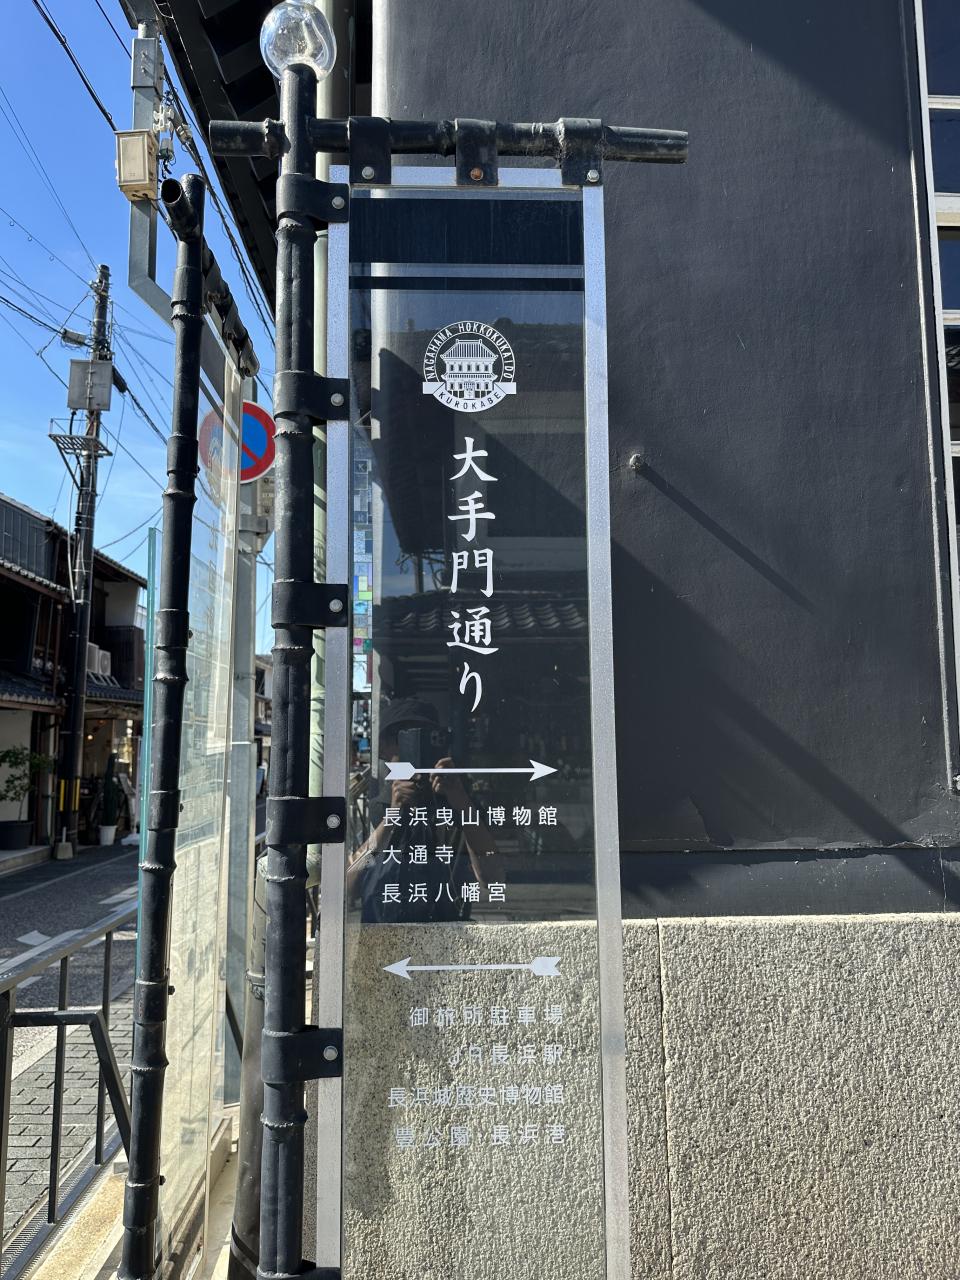 NAGAHAMA HOKKOKUKAIDO
KUROKABE
大手門通り
長浜曳山博物館
大通寺
長浜八幡宮
御旅所駐車場
JR長浜駅
長浜城歴史博物館
豊公園 長浜港